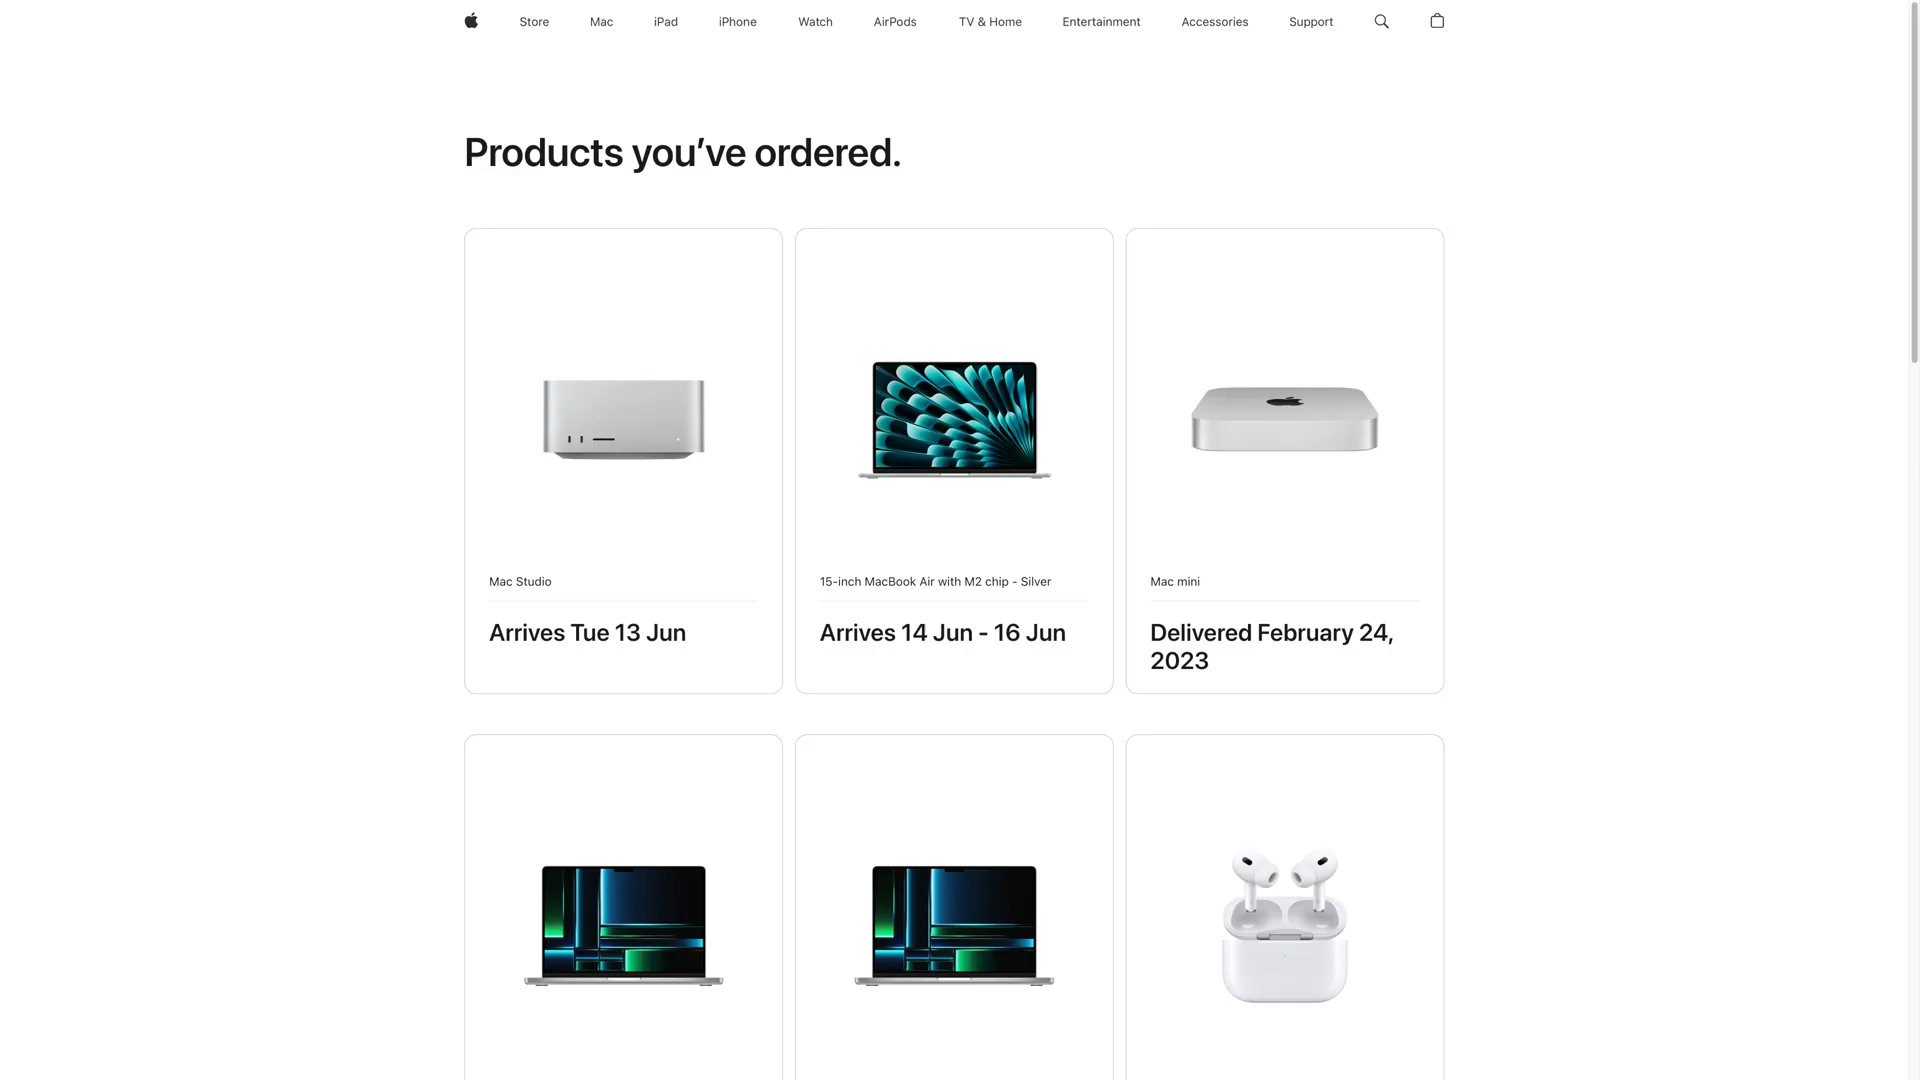 Store Mac iPad iPhone Watch AirPods TV & Home Entertainment Accessories Support
Products you’ve ordered.
Mac Studio
Arrives Tue 13 Jun
15-inch MacBook Air with M2 chip - Silver
Arrives 14 Jun - 16 Jun
Mac mini
Delivered February 24,
2023